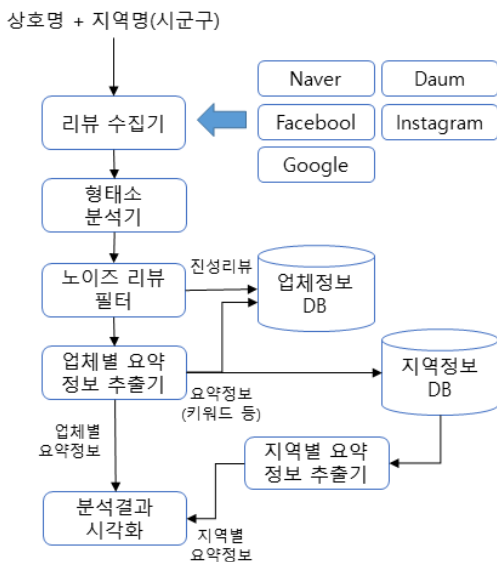 상호명 + 지역명(시군구)
Naver
Daum
리뷰 수집기
Facebool
Instagram
Google
형태소
분석기
노이즈 리뷰
필터
진성리뷰
업체정보
DB
업체별 요약
정보 추출기
요약정보
(키워드 등)
지역정보
DB
업체별
요약정보
지역별 요약
정보 추출기
분석결과
시각화
지역별
요약정보